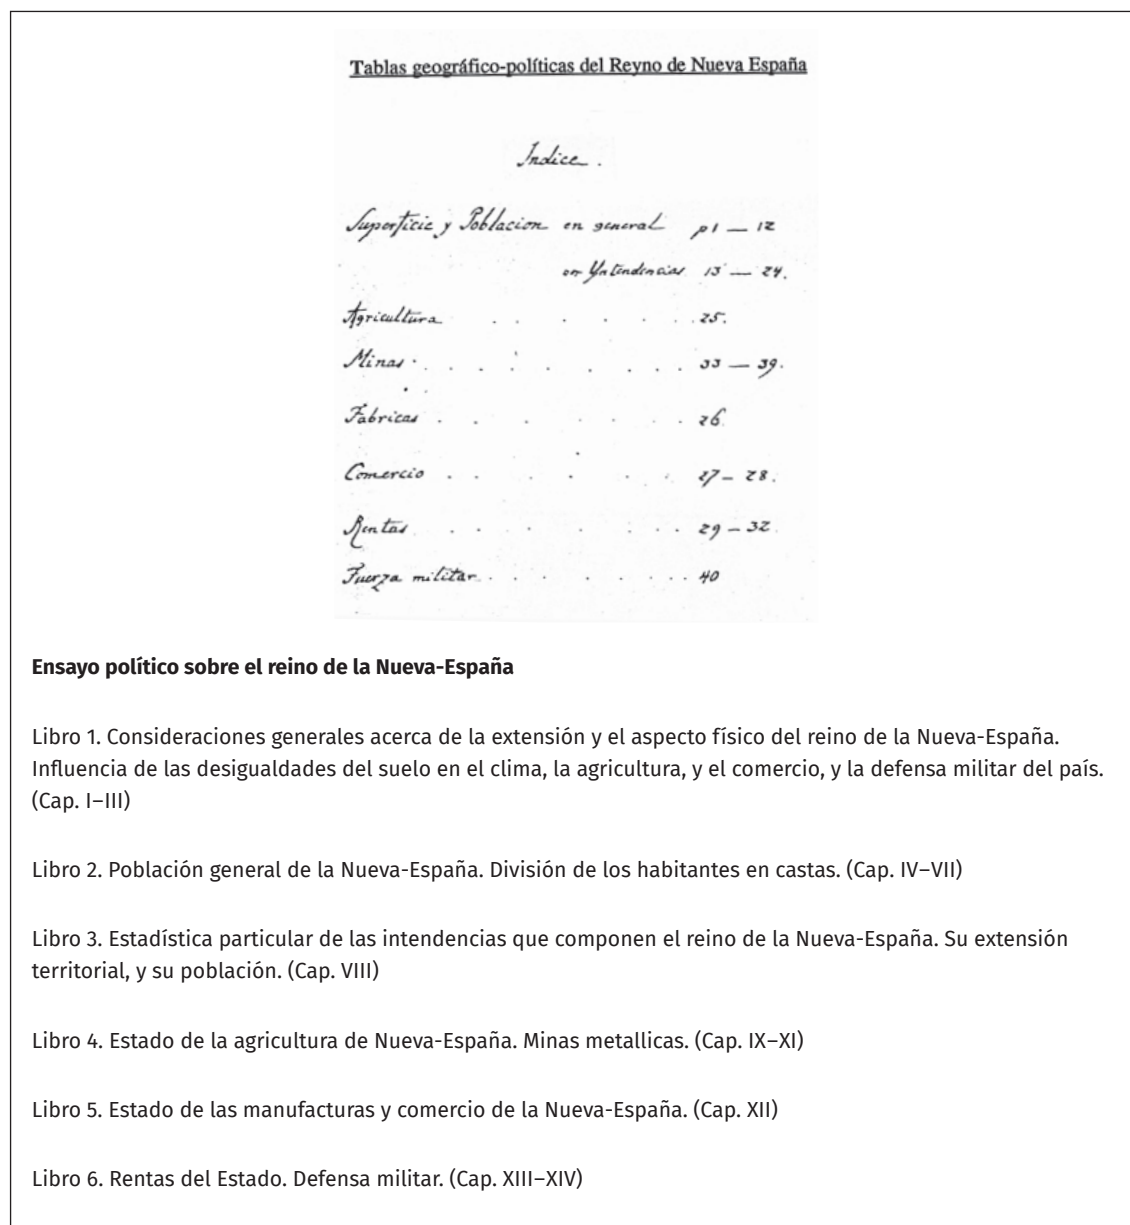 Tablas geográfico-políticas del Reyno de Nueva España
Indice.
Superficie y Poblacion en general p 1 — 12
en Yntendencias 13 — 24.
Agricultura . . . . . . . 25.
Minas . . . . . . . . 33 — 39.
Fabricas . . . . . . . 26.
Comercio . . . . . . . 27 – 28.
Rentas . . . . . . . 29 – 32.
Fuerza militar . . . . . . . 40
Ensayo político sobre el reino de la Nueva-España
Libro 1. Consideraciones generales acerca de la extensión y el aspecto físico del reino de la Nueva-España.
Influencia de las desigualdades del suelo en el clima, la agricultura, y el comercio, y la defensa militar del país.
(Cap. I–III)
Libro 2. Población general de la Nueva-España. División de los habitantes en castas. (Cap. IV–VII)
Libro 3. Estadística particular de las intendencias que componen el reino de la Nueva-España. Su extensión
territorial, y su población. (Cap. VIII)
Libro 4. Estado de la agricultura de Nueva-España. Minas metallicas. (Cap. IX–XI)
Libro 5. Estado de las manufacturas y comercio de la Nueva-España. (Cap. XII)
Libro 6. Rentas del Estado. Defensa militar. (Cap. XIII–XIV)